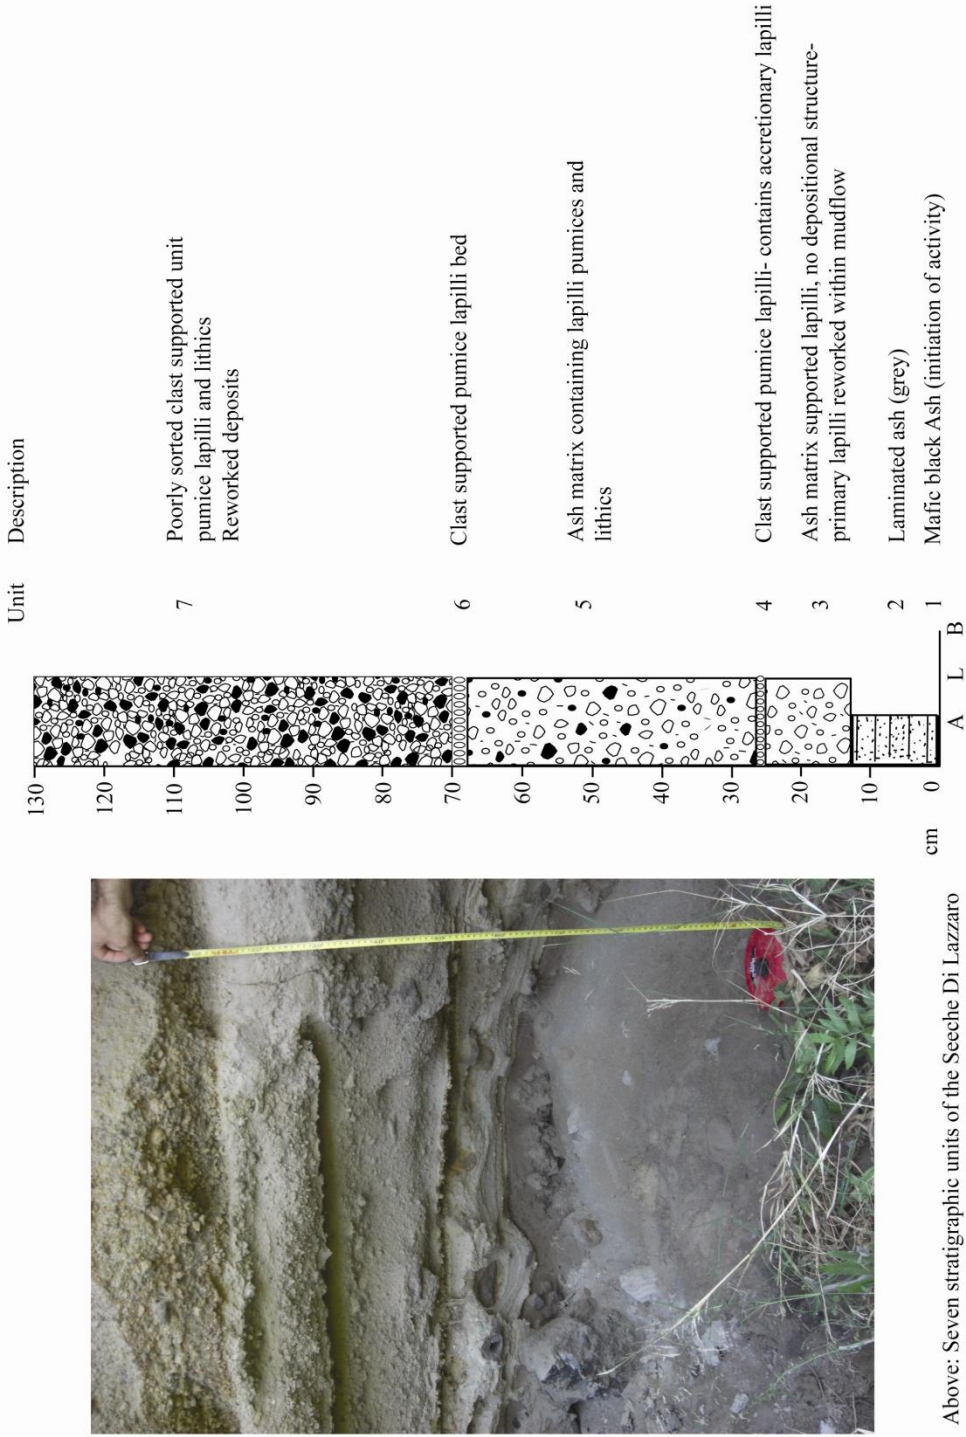 Unit Description
7 Poorly sorted clast supported unit
pumice lapilli and lithics
Reworked deposits
6 Clast supported pumice lapilli bed
5 Ash matrix containing lapilli pumices and
lithics
4 Clast supported pumice lapilli- contains accretionary lapilli
3 Ash matrix supported lapilli, no depositional structure-
primary lapilli reworked within mudflow
2 Laminated ash (grey)
1 Mafic black Ash (initiation of activity)
130
120
110
100
90
80
70
60
50
40
30
20
10
0
cm
A L B
Above: Seven stratigraphic units of the Seeche Di Lazzaro